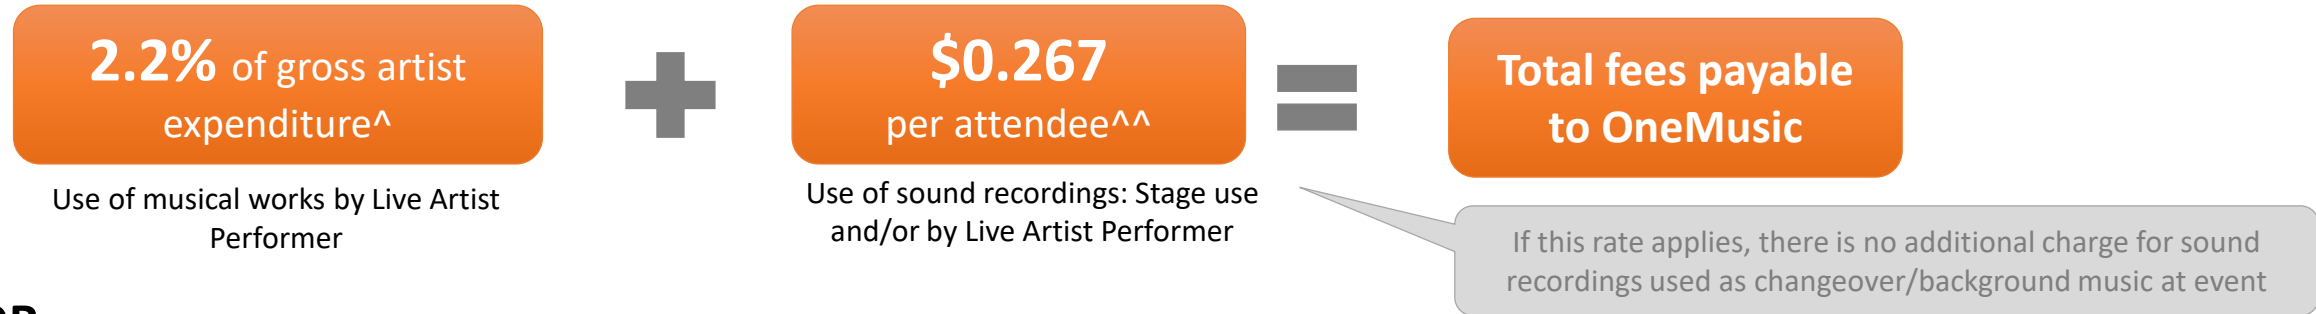 2.2% of gross artist
expenditure^
$0.267
per attendee^^
Total fees payable
to OneMusic
Use of musical works by Live Artist
Performer
Use of sound recordings: Stage use
and/or by Live Artist Performer
If this rate applies, there is no additional charge for sound
recordings used as changeover/background music at event